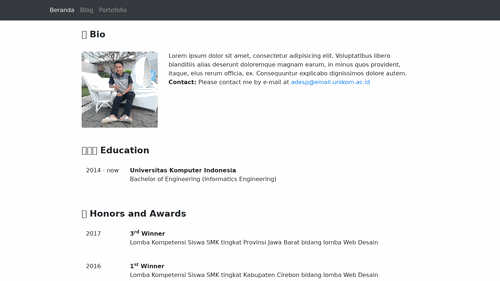 Beranda Blog Portofolio
Bio
Lorem ipsum dolor sit amet, consectetur adipisicing elit. Voluptatibus libero
blanditiis alias deserunt doloremque magnam earum, in minus quos provident,
itaque, eius rerum officia, ex. Consequuntur explicabo dignissimos dolore autem.
Contact: Please contact me by e-mail at adesp@email.unikom.ac.id
Education
2014 - now Universitas Komputer Indonesia
Bachelor of Engineering (Informatics Engineering)
Honors and Awards
2017 3rd Winner
Lomba Kompetensi Siswa SMK tingkat Provinsi Jawa Barat bidang lomba Web Desain
2016 1st Winner
Lomba Kompetensi Siswa SMK tingkat Kabupaten Cirebon bidang lomba Web Desain